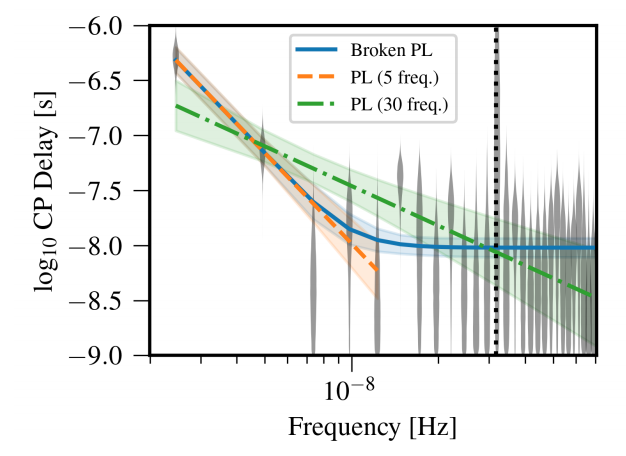 −6.0
−6.5
−7.0
−7.5
−8.0
−8.5
−9.0
log₁₀ CP Delay [s]
Broken PL
PL (5 freq.)
PL (30 freq.)
10⁻⁸
Frequency [Hz]